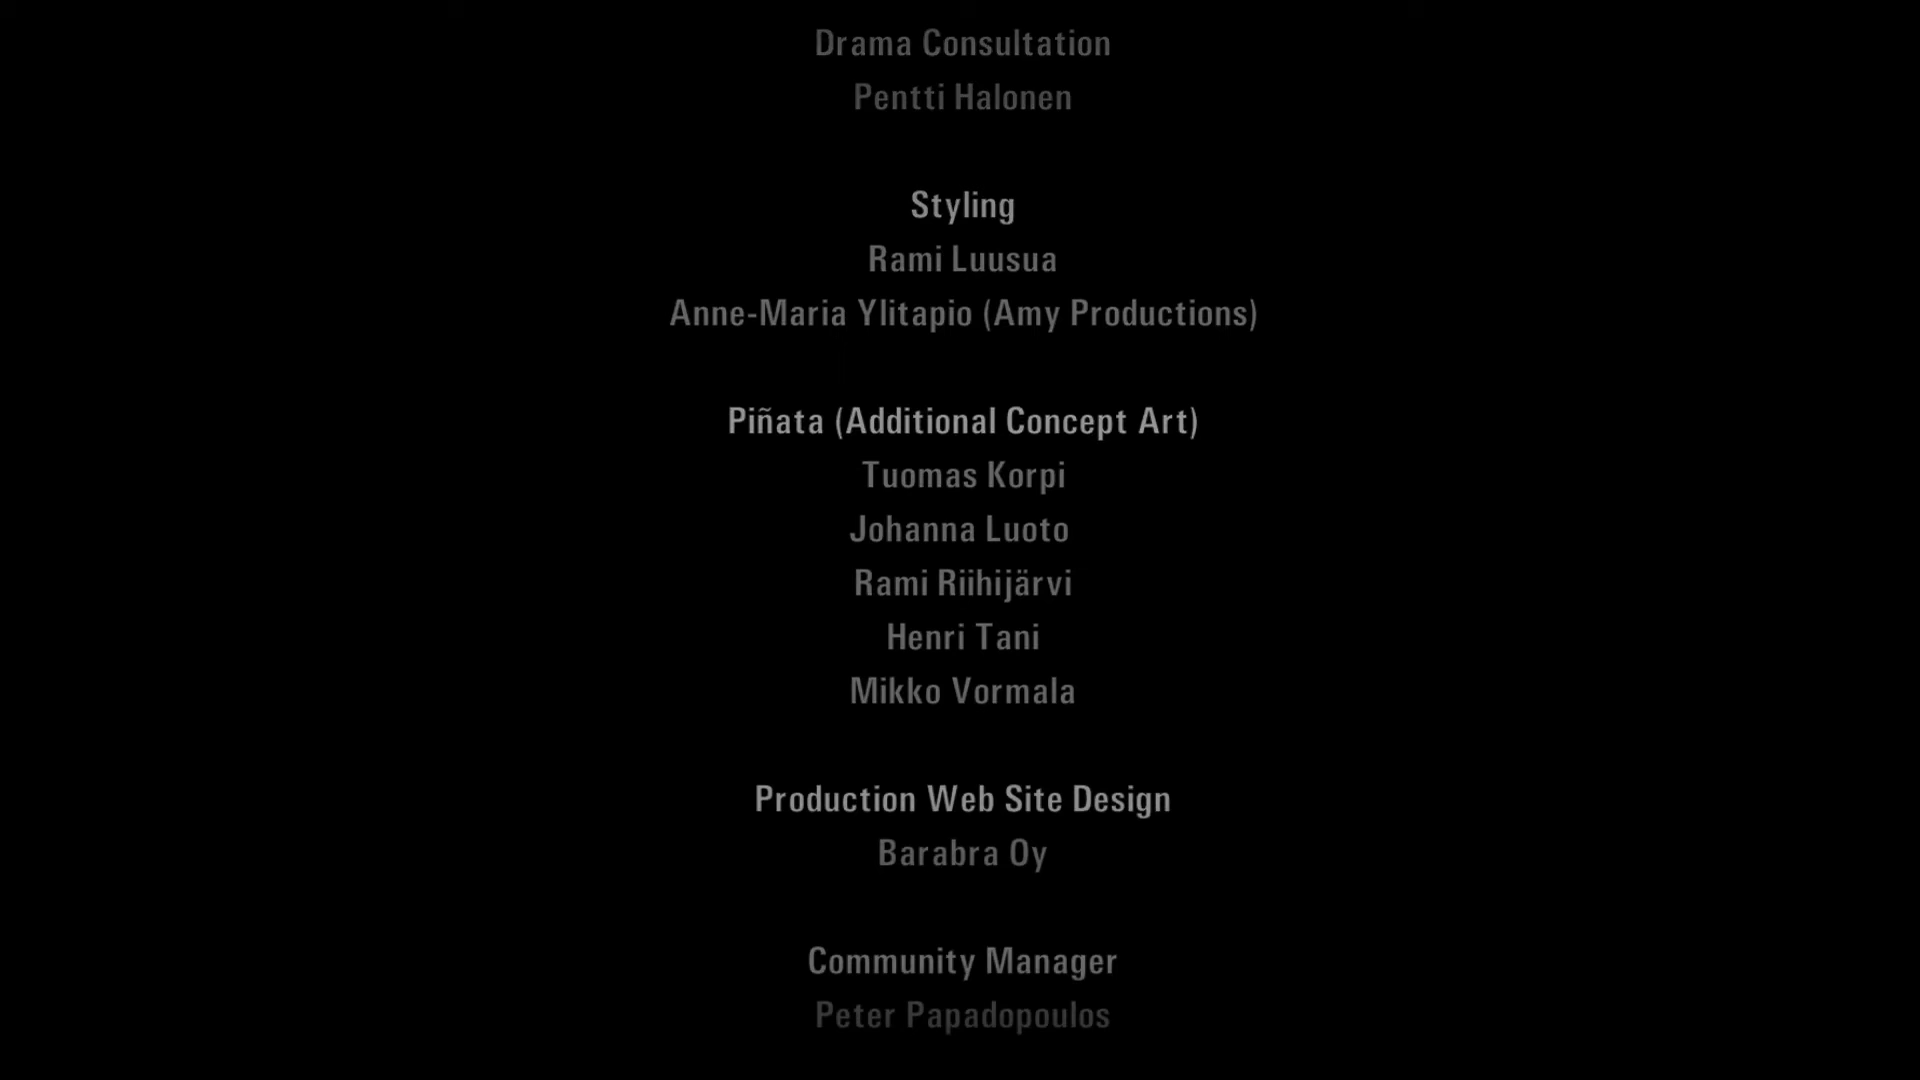 Drama Consultation
Pentti Halonen
Styling
Rami Luusua
Anne-Maria Ylitapio (Amy Productions)
Piñata (Additional Concept Art)
Tuomas Korpi
Johanna Luoto
Rami Riihijärvi
Henri Tani
Mikko Vormala
Production Web Site Design
Barabra Oy
Community Manager
Peter Papadopoulos